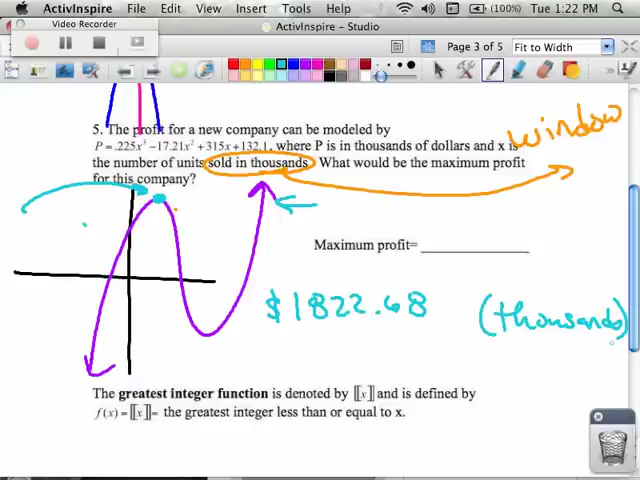 ActivInspire File Edit View Insert Tools Help (100%) Tue 1:22 PM
Video Recorder
ActivInspire - Studio
Page 3 of 5 Fit to Width
5. The profit for a new company can be modeled by
P = .225x³ − 17.21x² + 315x + 132.1, where P is in thousands of dollars and x is
the number of units sold in thousands. What would be the maximum profit
for this company?
window
Maximum profit= ____________
$1822.68 (thousands)
The greatest integer function is denoted by ⟦x⟧ and is defined by
f(x) = ⟦x⟧ = the greatest integer less than or equal to x.